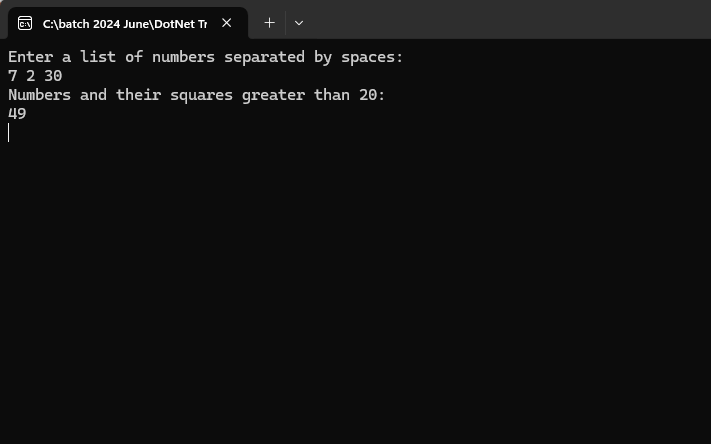 C:\batch 2024 June\DotNet Tr
Enter a list of numbers separated by spaces:
7 2 30
Numbers and their squares greater than 20:
49